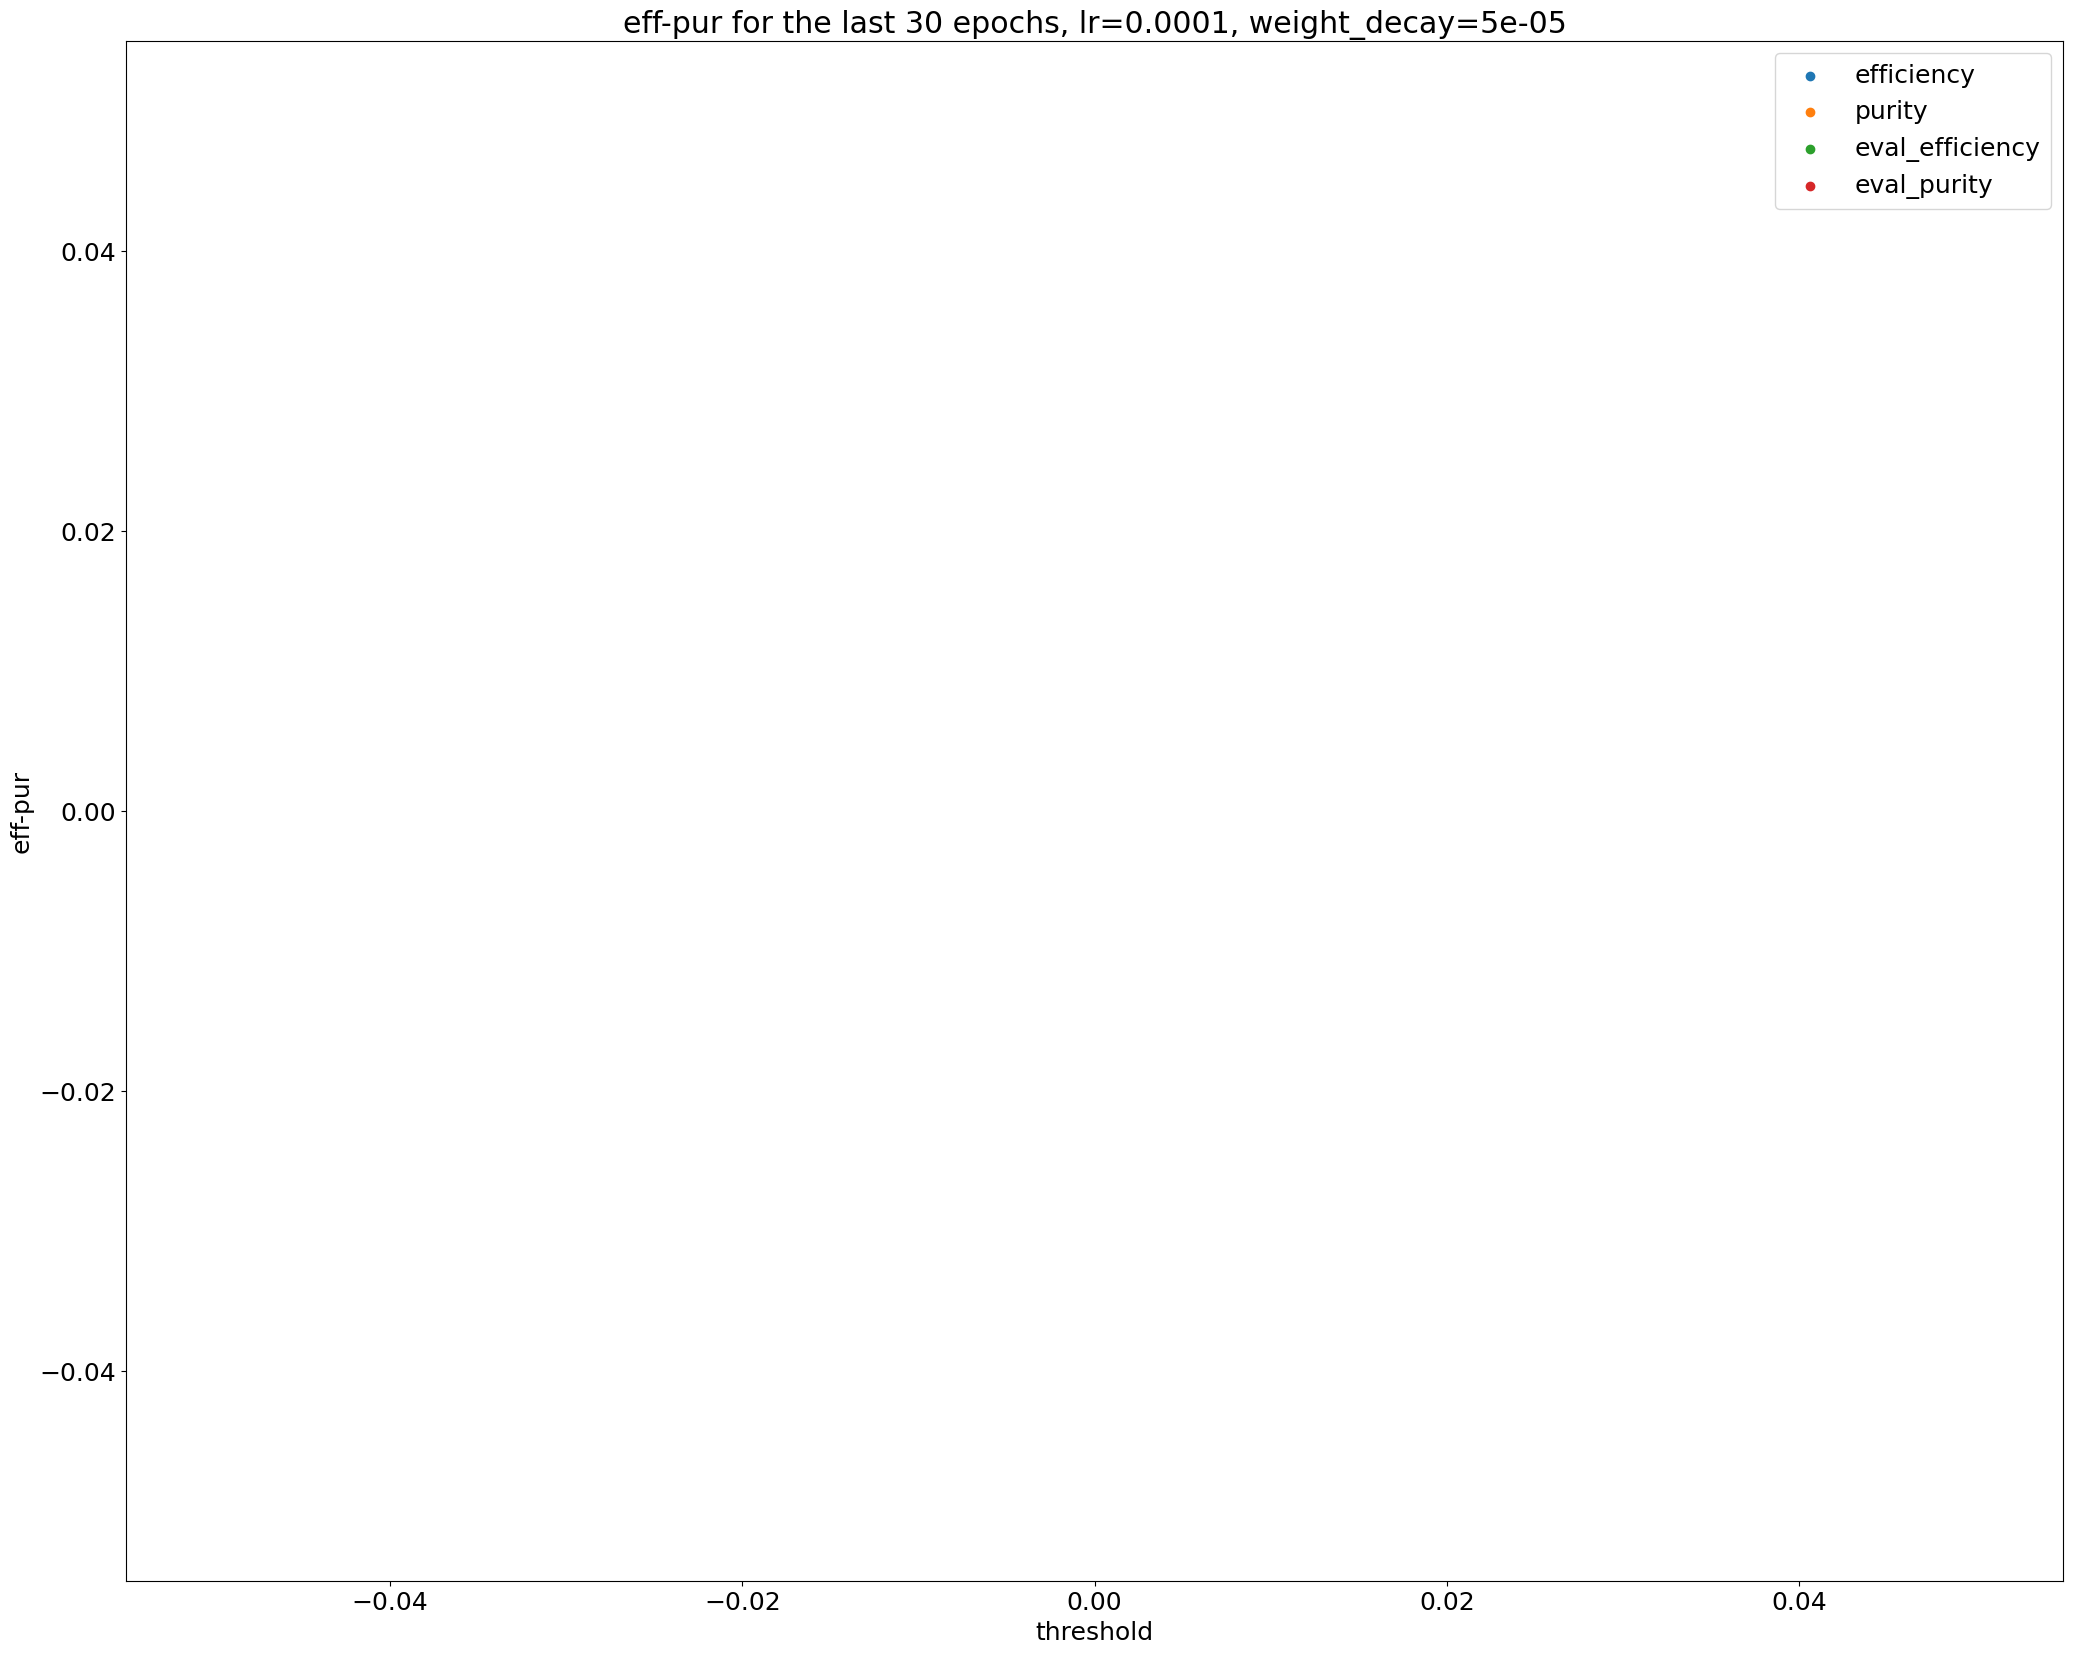 eff-pur for the last 30 epochs, lr=0.0001, weight_decay=5e-05
efficiency
purity
eval_efficiency
eval_purity
0.04
0.02
0.00
−0.02
−0.04
eff-pur
−0.04
−0.02
0.00
0.02
0.04
threshold